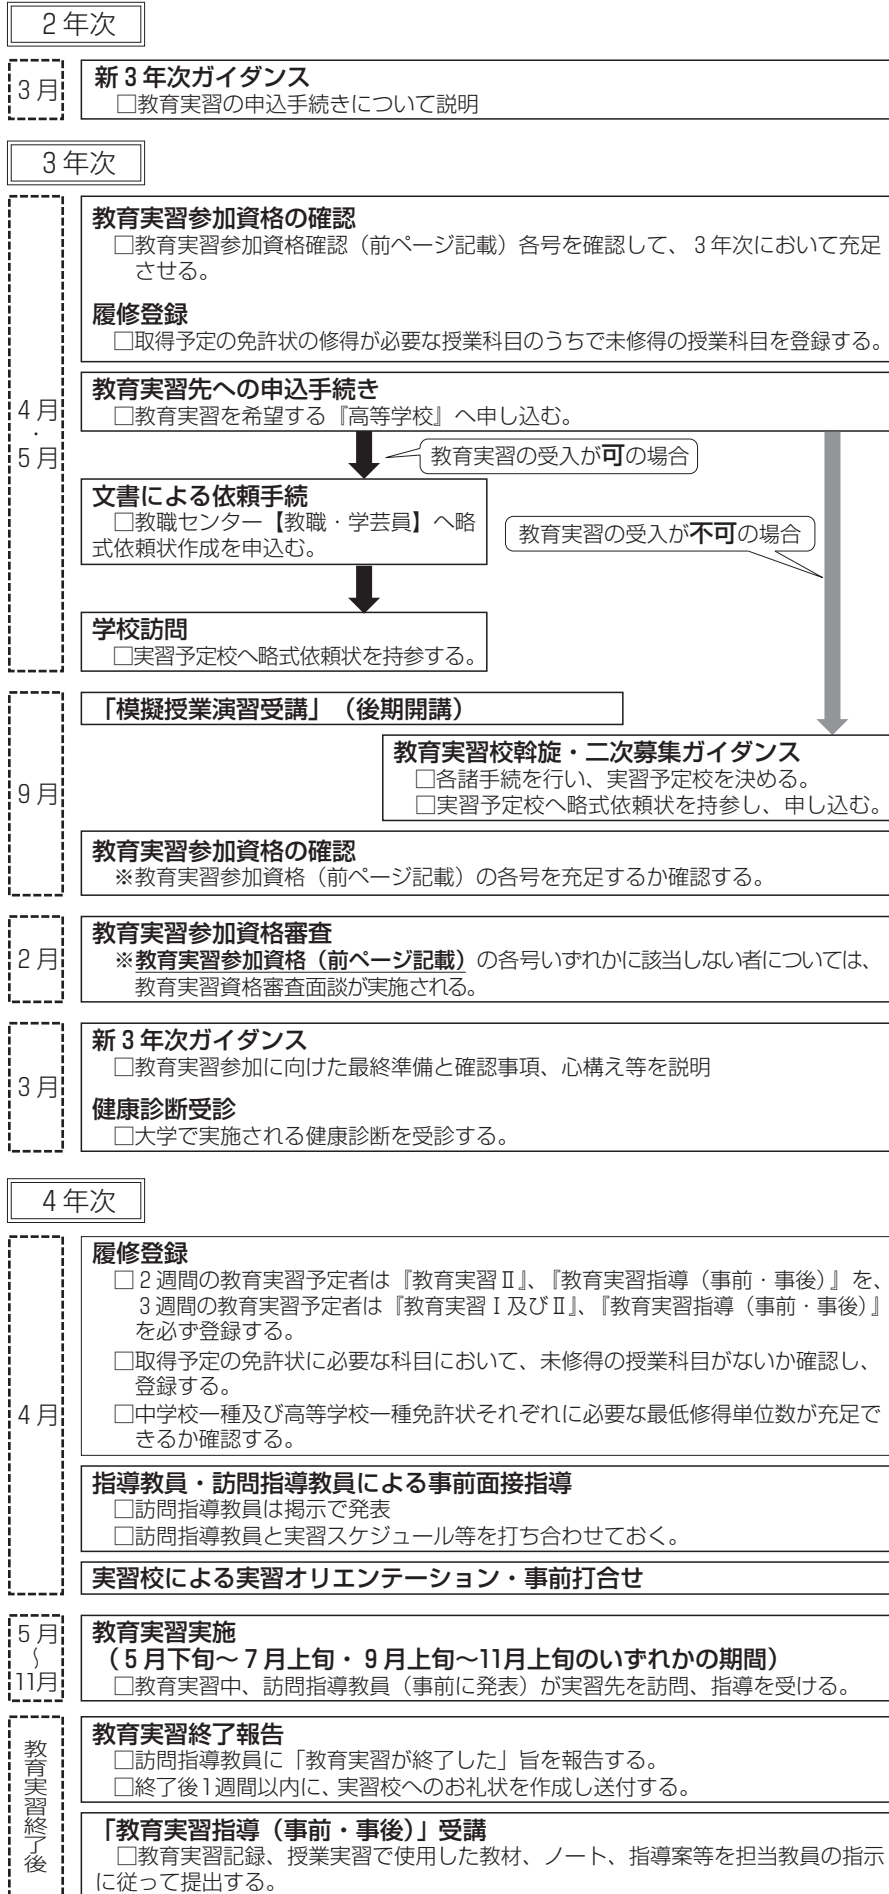 2年次
3月
新3年次ガイダンス
□教育実習の申込手続きについて説明
3年次
4月・5月
教育実習参加資格の確認
□教育実習参加資格確認（前ページ記載）各号を確認して、3年次において充足
させる。
履修登録
□取得予定の免許状の修得が必要な授業科目のうちで未修得の授業科目を登録する。
教育実習先への申込手続き
□教育実習を希望する『高等学校』へ申し込む。
教育実習の受入が可の場合
文書による依頼手続
□教職センター【教職・学芸員】へ略
式依頼状作成を申込む。
教育実習の受入が不可の場合
学校訪問
□実習予定校へ略式依頼状を持参する。
9月
「模擬授業演習受講」（後期開講）
教育実習校斡旋・二次募集ガイダンス
□各諸手続を行い、実習予定校を決める。
□実習予定校へ略式依頼状を持参し、申し込む。
教育実習参加資格の確認
※教育実習参加資格（前ページ記載）の各号を充足するか確認する。
2月
教育実習参加資格審査
※教育実習参加資格（前ページ記載）の各号いずれかに該当しない者については、
教育実習資格審査面談が実施される。
3月
新3年次ガイダンス
□教育実習参加に向けた最終準備と確認事項、心構え等を説明
健康診断受診
□大学で実施される健康診断を受診する。
4年次
4月
履修登録
□2週間の教育実習予定者は『教育実習Ⅱ』、『教育実習指導（事前・事後）』を、
3週間の教育実習予定者は『教育実習Ⅰ及びⅡ』、『教育実習指導（事前・事後）』
を必ず登録する。
□取得予定の免許状に必要な科目において、未修得の授業科目がないか確認し、
登録する。
□中学校一種及び高等学校一種免許状それぞれに必要な最低修得単位数が充足で
きるか確認する。
指導教員・訪問指導教員による事前面接指導
□訪問指導教員は掲示で発表
□訪問指導教員と実習スケジュール等を打ち合わせておく。
実習校による実習オリエンテーション・事前打合せ
5月～11月
教育実習実施
（5月下旬～7月上旬・9月上旬～11月上旬のいずれかの期間）
□教育実習中、訪問指導教員（事前に発表）が実習先を訪問、指導を受ける。
教育実習終了後
教育実習終了報告
□訪問指導教員に「教育実習が終了した」旨を報告する。
□終了後1週間以内に、実習校へのお礼状を作成し送付する。
「教育実習指導（事前・事後）」受講
□教育実習記録、授業実習で使用した教材、ノート、指導案等を担当教員の指示
に従って提出する。